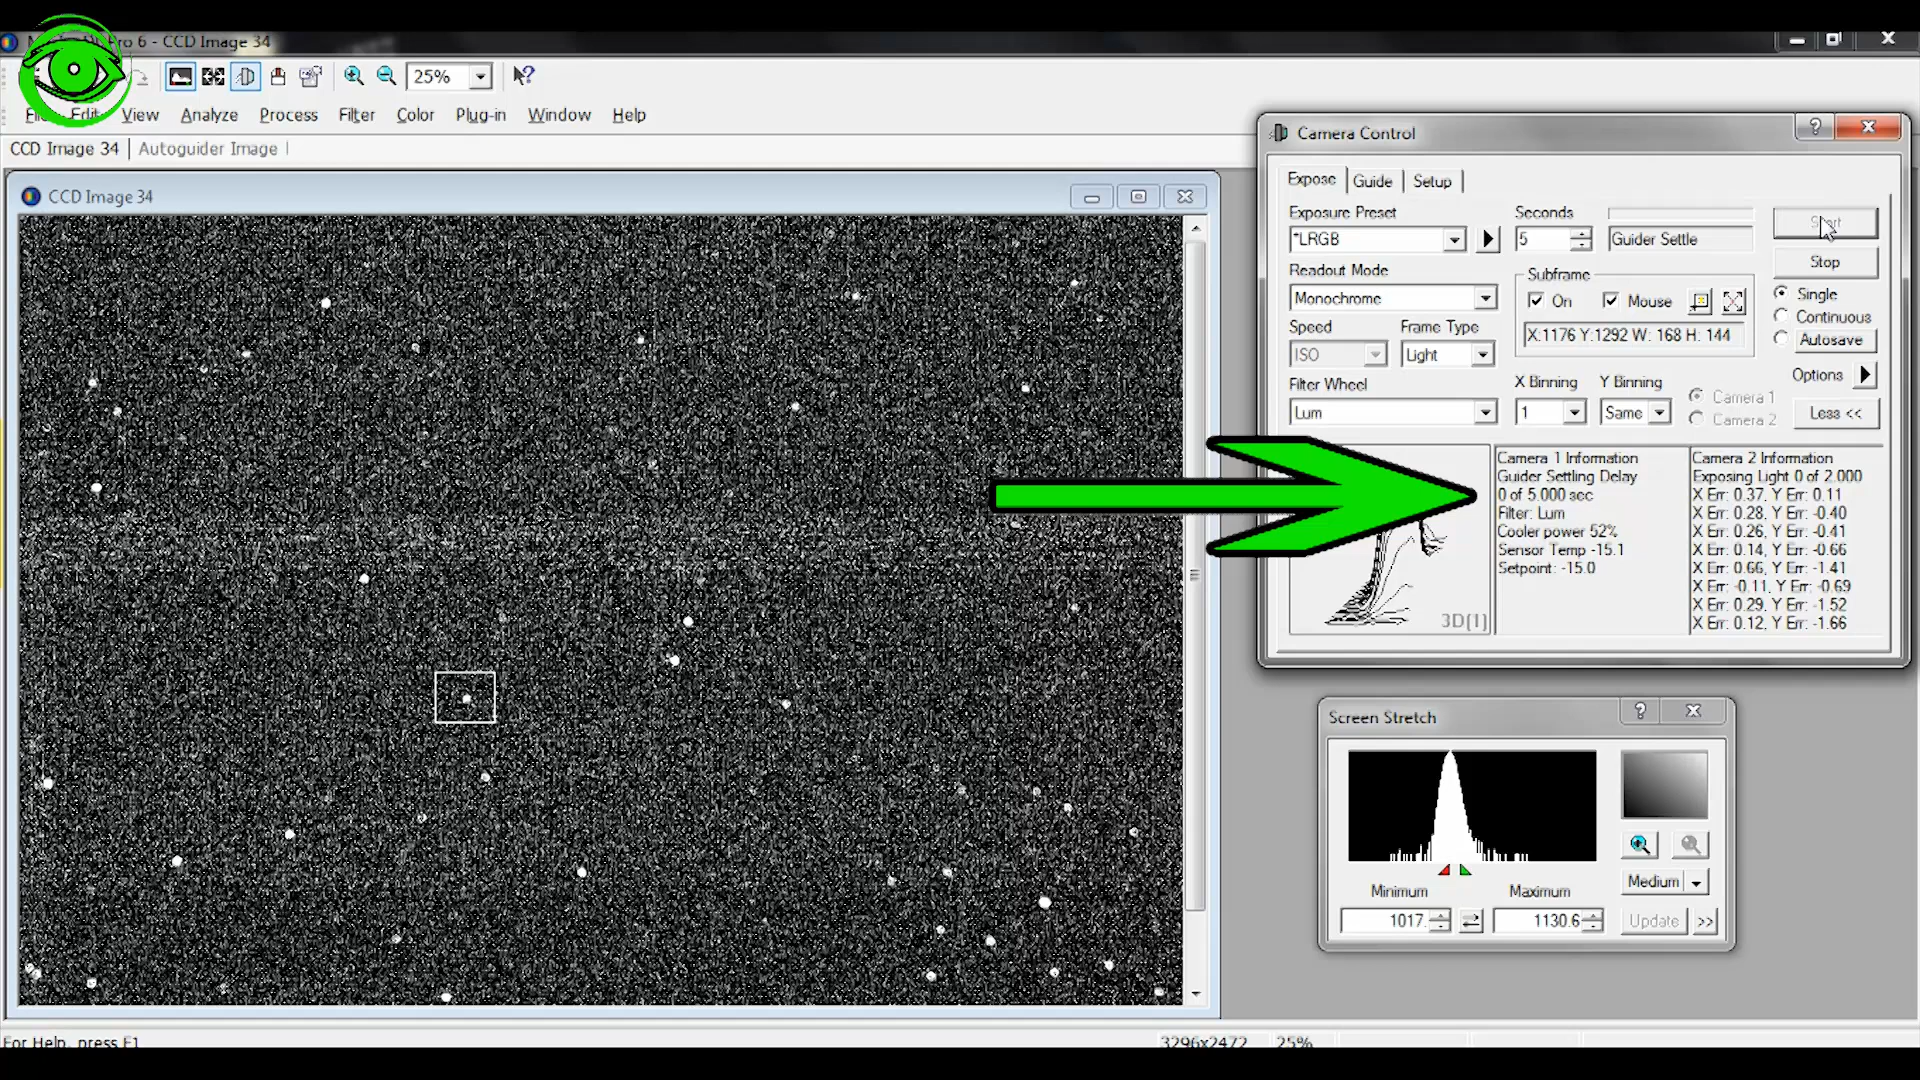 Pro 6 - CCD Image 34
25%
File Edit View Analyze Process Filter Color Plug-in Window Help
CCD Image 34 Autoguider Image
CCD Image 34
Camera Control
Expose Guide Setup
Exposure Preset Seconds
*LRGB 5 Guider Settle Start
Readout Mode Subframe Stop
Monochrome On Mouse Single
Speed Frame Type X:1176 Y:1292 W: 168 H: 144 Continuous
ISO Light Autosave
Filter Wheel X Binning Y Binning Options
Lum 1 Same Camera 1
Camera 2 Less <<
3D[1]
Camera 1 Information
Guider Settling Delay
0 of 5.000 sec
Filter: Lum
Cooler power 52%
Sensor Temp -15.1
Setpoint: -15.0
Camera 2 Information
Exposing Light 0 of 2.000
X Err: 0.37, Y Err: 0.11
X Err: 0.28, Y Err: -0.40
X Err: 0.26, Y Err: -0.41
X Err: 0.14, Y Err: -0.66
X Err: 0.66, Y Err: -1.41
X Err: -0.11, Y Err: -0.69
X Err: 0.29, Y Err: -1.52
X Err: 0.12, Y Err: -1.66
Screen Stretch
Minimum Maximum
1017. 1130.6
Medium
Update >>
For Help, press F1
3296x2472 25%